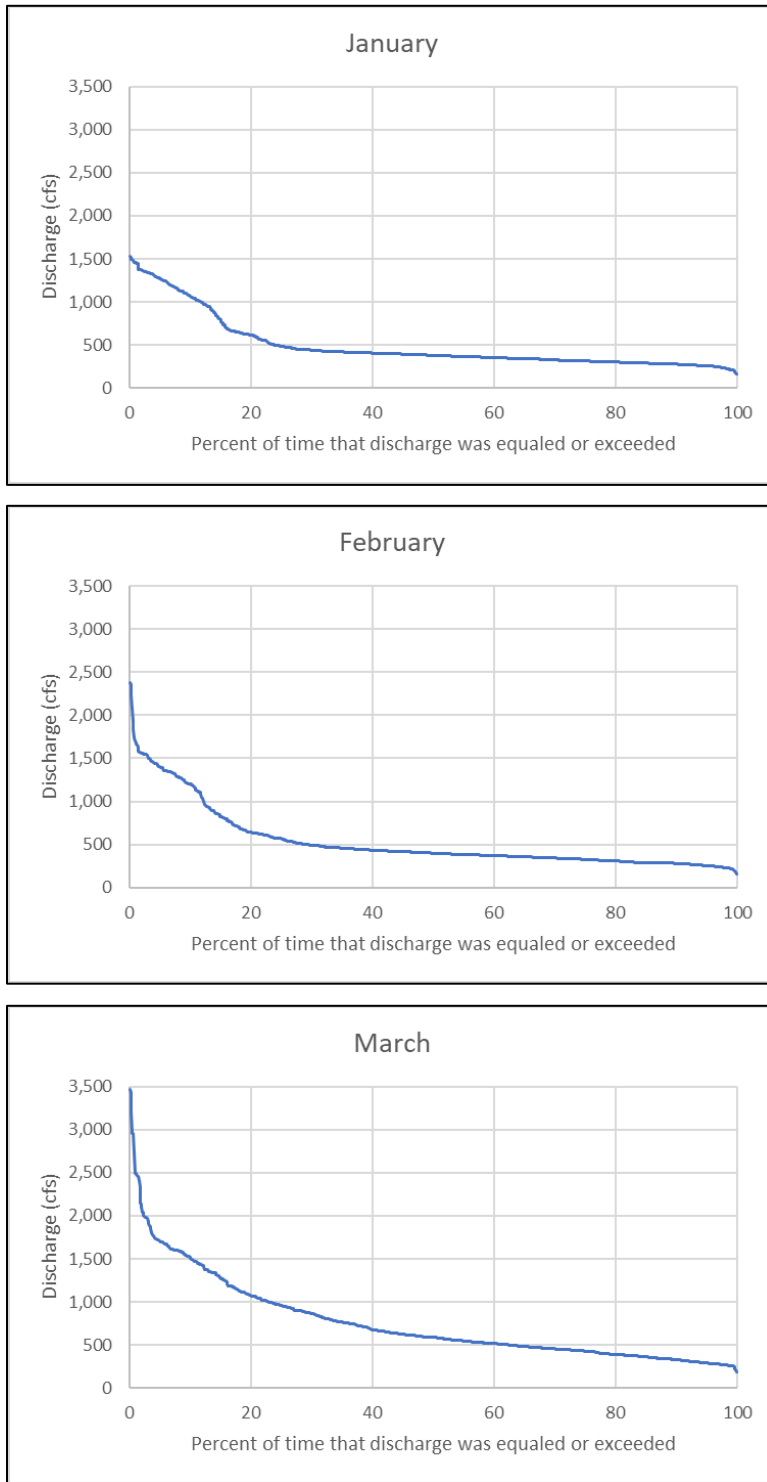 January
3,500
3,000
2,500
2,000
1,500
1,000
500
0
Discharge (cfs)
0 20 40 60 80 100
Percent of time that discharge was equaled or exceeded
February
3,500
3,000
2,500
2,000
1,500
1,000
500
0
Discharge (cfs)
0 20 40 60 80 100
Percent of time that discharge was equaled or exceeded
March
3,500
3,000
2,500
2,000
1,500
1,000
500
0
Discharge (cfs)
0 20 40 60 80 100
Percent of time that discharge was equaled or exceeded